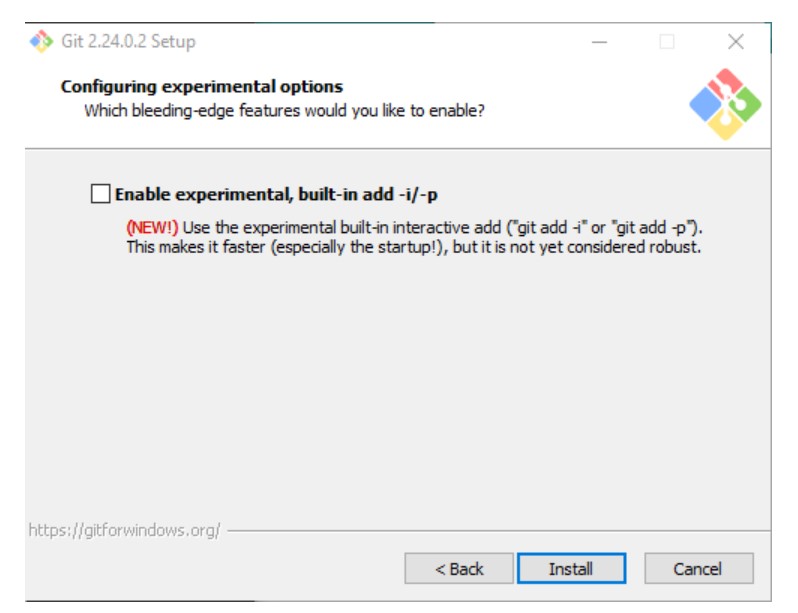 Git 2.24.0.2 Setup
Configuring experimental options
Which bleeding-edge features would you like to enable?
Enable experimental, built-in add -i/-p
(NEW!) Use the experimental built-in interactive add ("git add -i" or "git add -p").
This makes it faster (especially the startup!), but it is not yet considered robust.
https://gitforwindows.org/
< Back Install Cancel